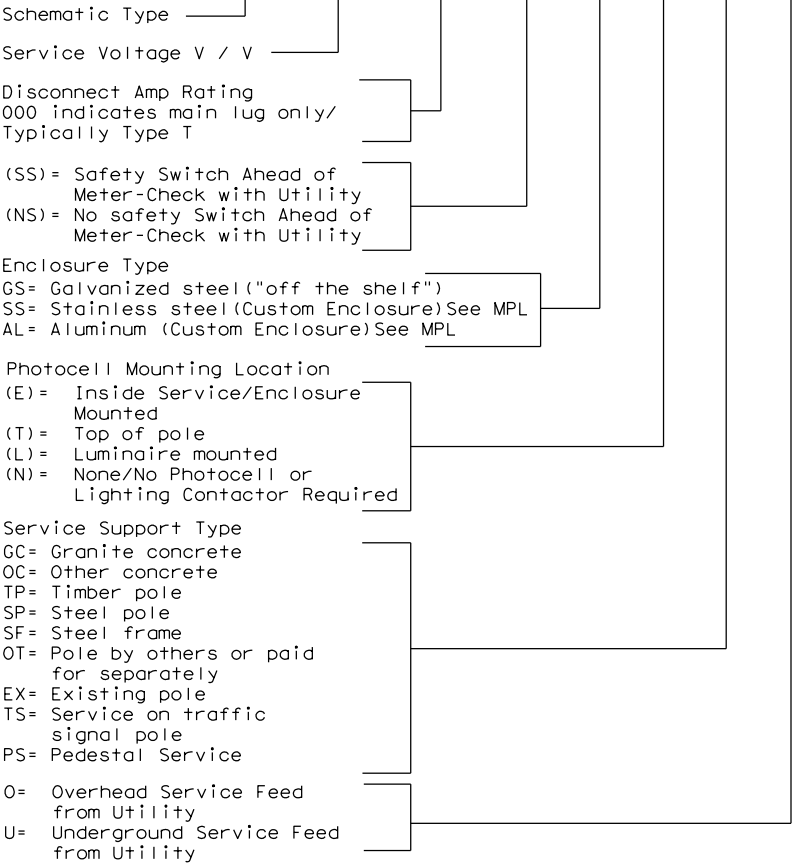 Schematic Type
Service Voltage V / V
Disconnect Amp Rating
000 indicates main lug only/
Typically Type T
(SS)= Safety Switch Ahead of
Meter-Check with Utility
(NS)= No safety Switch Ahead of
Meter-Check with Utility
Enclosure Type
GS= Galvanized steel("off the shelf")
SS= Stainless steel(Custom Enclosure)See MPL
AL= Aluminum (Custom Enclosure)See MPL
Photocell Mounting Location
(E)= Inside Service/Enclosure
Mounted
(T)= Top of pole
(L)= Luminaire mounted
(N)= None/No Photocell or
Lighting Contactor Required
Service Support Type
GC= Granite concrete
OC= Other concrete
TP= Timber pole
SP= Steel pole
SF= Steel frame
OT= Pole by others or paid
for separately
EX= Existing pole
TS= Service on traffic
signal pole
PS= Pedestal Service
O= Overhead Service Feed
from Utility
U= Underground Service Feed
from Utility